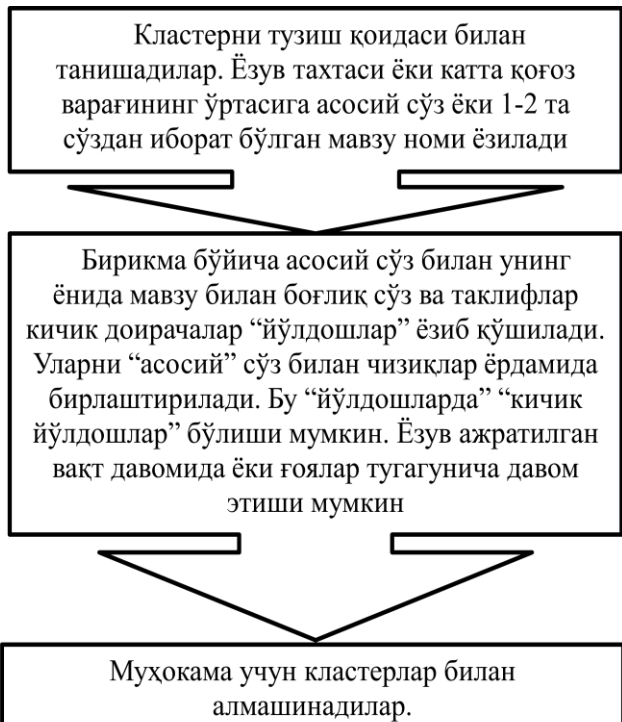 Кластерни тузиш қоидаси билан
танишадилар. Ёзув тахтаси ёки катта қоғоз
варағининг ўртасига асосий сўз ёки 1-2 та
сўздан иборат бўлган мавзу номи ёзилади
Бирикма бўйича асосий сўз билан унинг
ёнида мавзу билан боғлиқ сўз ва таклифлар
кичик доирачалар “йўлдошлар” ёзиб қўшилади.
Уларни “асосий” сўз билан чизиқлар ёрдамида
бирлаштирилади. Бу “йўлдошларда” “кичик
йўлдошлар” бўлиши мумкин. Ёзув ажратилган
вақт давомида ёки ғоялар тугагунича давом
этиши мумкин
Муҳокама учун кластерлар билан
алмашинадилар.